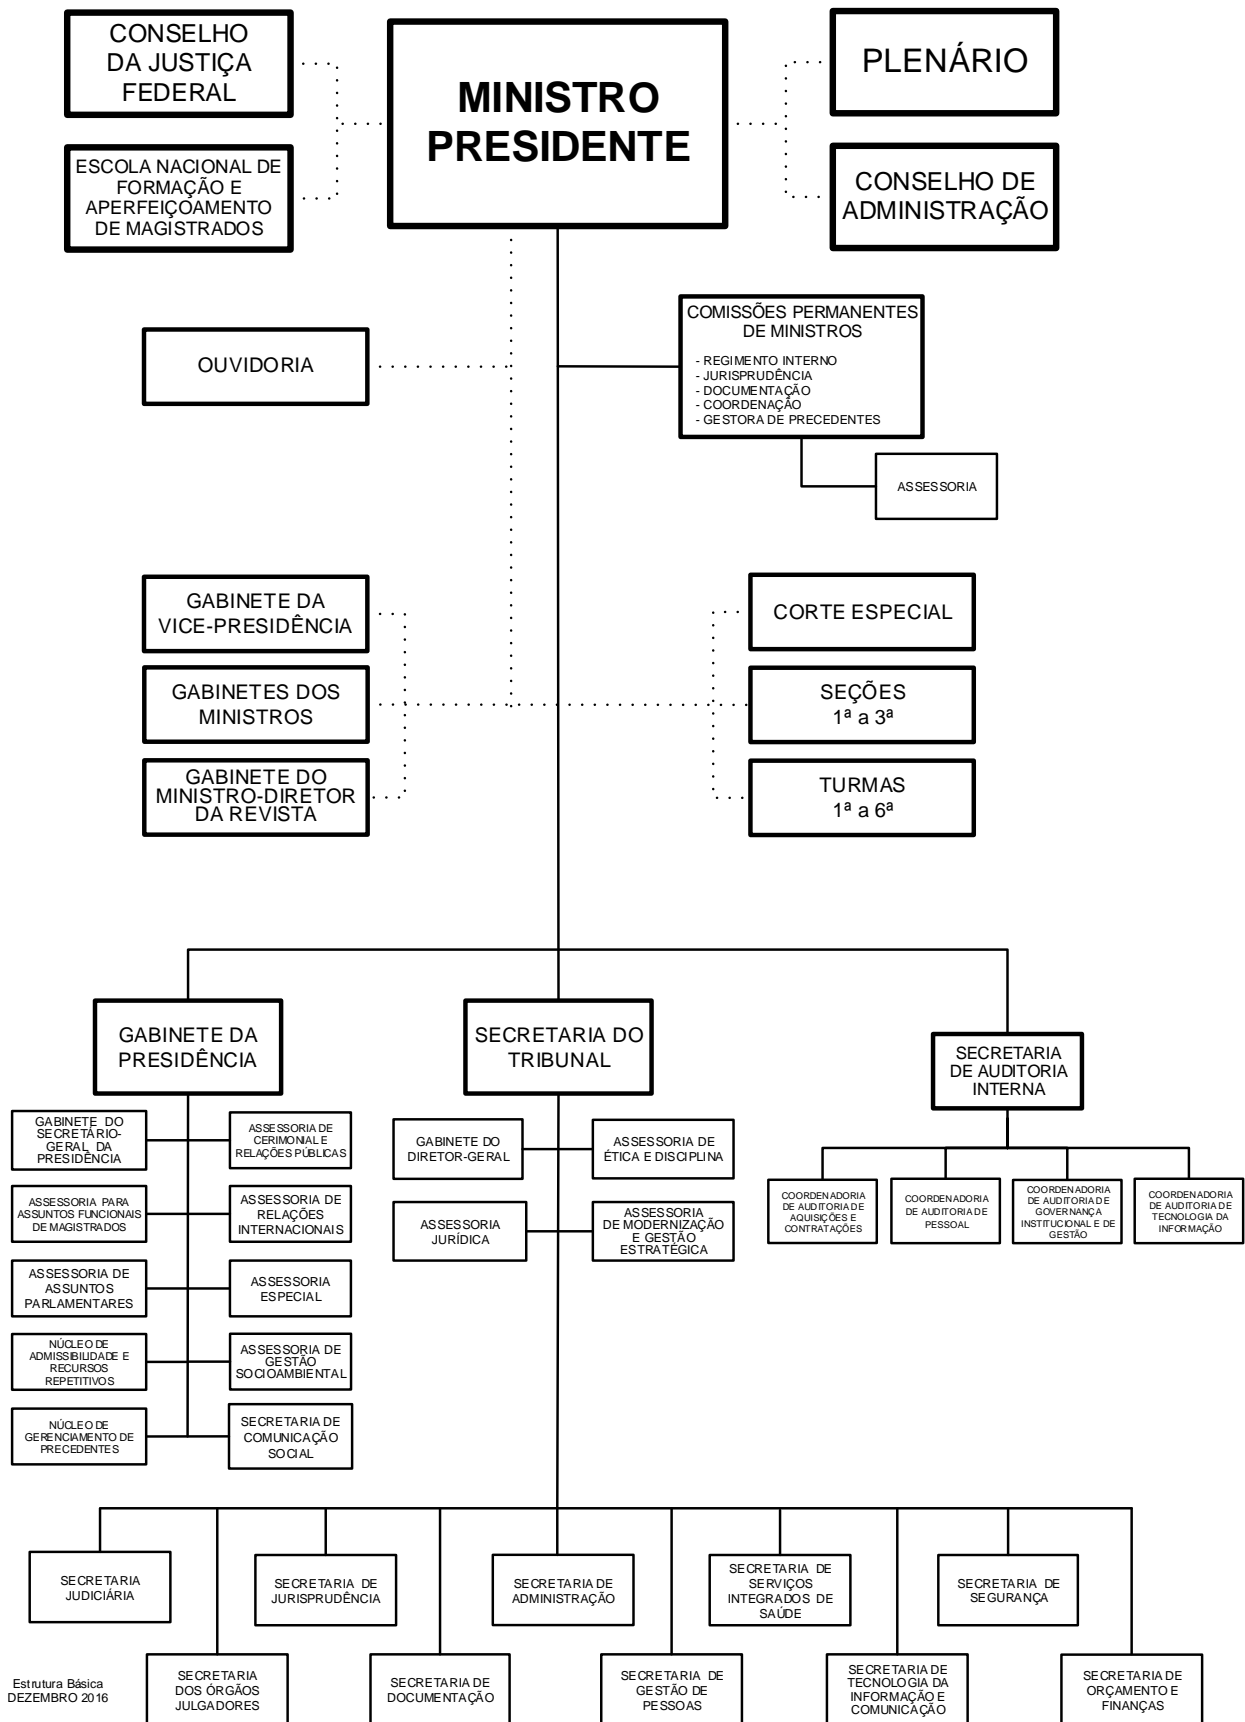 CONSELHO
DA JUSTIÇA
FEDERAL
MINISTRO
PRESIDENTE
PLENÁRIO
ESCOLA NACIONAL DE
FORMAÇÃO E
APERFEIÇOAMENTO
DE MAGISTRADOS
CONSELHO DE
ADMINISTRAÇÃO
OUVIDORIA
COMISSÕES PERMANENTES
DE MINISTROS
- REGIMENTO INTERNO
- JURISPRUDÊNCIA
- DOCUMENTAÇÃO
- COORDENAÇÃO
- GESTORA DE PRECEDENTES
ASSESSORIA
GABINETE DA
VICE-PRESIDÊNCIA
CORTE ESPECIAL
GABINETES DOS
MINISTROS
SEÇÕES
1ª a 3ª
GABINETE DO
MINISTRO-DIRETOR
DA REVISTA
TURMAS
1ª a 6ª
GABINETE DA
PRESIDÊNCIA
SECRETARIA DO
TRIBUNAL
SECRETARIA
DE AUDITORIA
INTERNA
GABINETE DO
SECRETÁRIO-
GERAL DA
PRESIDÊNCIA
ASSESSORIA DE
CERIMONIAL E
RELAÇÕES PÚBLICAS
GABINETE DO
DIRETOR-GERAL
ASSESSORIA DE
ÉTICA E DISCIPLINA
COORDENADORIA
DE AUDITORIA DE
AQUISIÇÕES E
CONTRATAÇÕES
COORDENADORIA
DE AUDITORIA DE
PESSOAL
COORDENADORIA
DE AUDITORIA E
GOVERNANÇA
INSTITUCIONAL E DE
GESTÃO
COORDENADORIA
DE AUDITORIA DE
TECNOLOGIA DA
INFORMAÇÃO
ASSESSORIA PARA
ASSUNTOS FUNCIONAIS
DE MAGISTRADOS
ASSESSORIA DE
RELAÇÕES
INTERNACIONAIS
ASSESSORIA
JURÍDICA
ASSESSORIA
DE MODERNIZAÇÃO
E GESTÃO
ESTRATÉGICA
ASSESSORIA DE
ASSUNTOS
PARLAMENTARES
ASSESSORIA
ESPECIAL
NÚCLEO DE
ADMISSIBILIDADE E
RECURSOS
REPETITIVOS
ASSESSORIA DE
GESTÃO
SOCIOAMBIENTAL
NÚCLEO DE
GERENCIAMENTO DE
PRECEDENTES
SECRETARIA DE
COMUNICAÇÃO
SOCIAL
SECRETARIA
JUDICIÁRIA
SECRETARIA DE
JURISPRUDÊNCIA
SECRETARIA DE
ADMINISTRAÇÃO
SECRETARIA DE
SERVIÇOS
INTEGRADOS DE
SAÚDE
SECRETARIA DE
SEGURANÇA
Estrutura Básica
DEZEMBRO 2016
SECRETARIA
DOS ÓRGÃOS
JULGADORES
SECRETARIA DE
DOCUMENTAÇÃO
SECRETARIA DE
GESTÃO DE
PESSOAS
SECRETARIA DE
TECNOLOGIA DA
INFORMAÇÃO E
COMUNICAÇÃO
SECRETARIA DE
ORÇAMENTO E
FINANÇAS